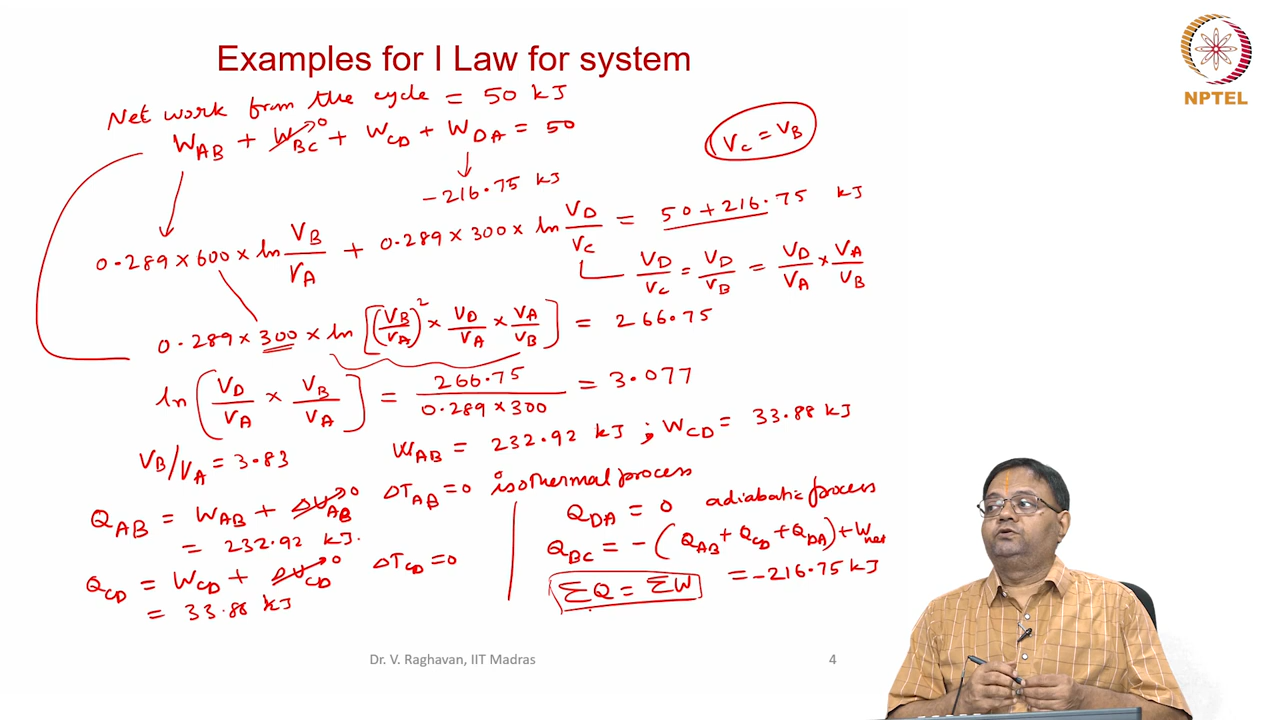 Examples for I Law for system
NPTEL
Net work from the cycle = 50 kJ
W_AB + W_BC→0 + W_CD + W_DA = 50
V_C = V_B
-216.75 kJ
0.289 × 600 × ln V_B/V_A + 0.289 × 300 × ln V_D/V_C = 50 + 216.75 kJ
V_D/V_C = V_D/V_B = V_D/V_A × V_A/V_B
0.289 × 300 × ln [(V_B/V_A)² × V_D/V_A × V_A/V_B] = 266.75
ln [V_D/V_A × V_B/V_A] = 266.75/0.289 × 300 = 3.077
V_B/V_A = 3.83
W_AB = 232.92 kJ ; W_CD = 33.88 kJ
Q_AB = W_AB + ΔU_AB→0 ΔT_AB = 0 isothermal process
= 232.92 kJ.
Q_CD = W_CD + ΔU_CD→0 ΔT_CD = 0
= 33.88 kJ
Q_DA = 0 adiabatic process
Q_BC = -(Q_AB + Q_CD + Q_DA) + W_net
= -216.75 kJ
ΣQ = ΣW
Dr. V. Raghavan, IIT Madras
4